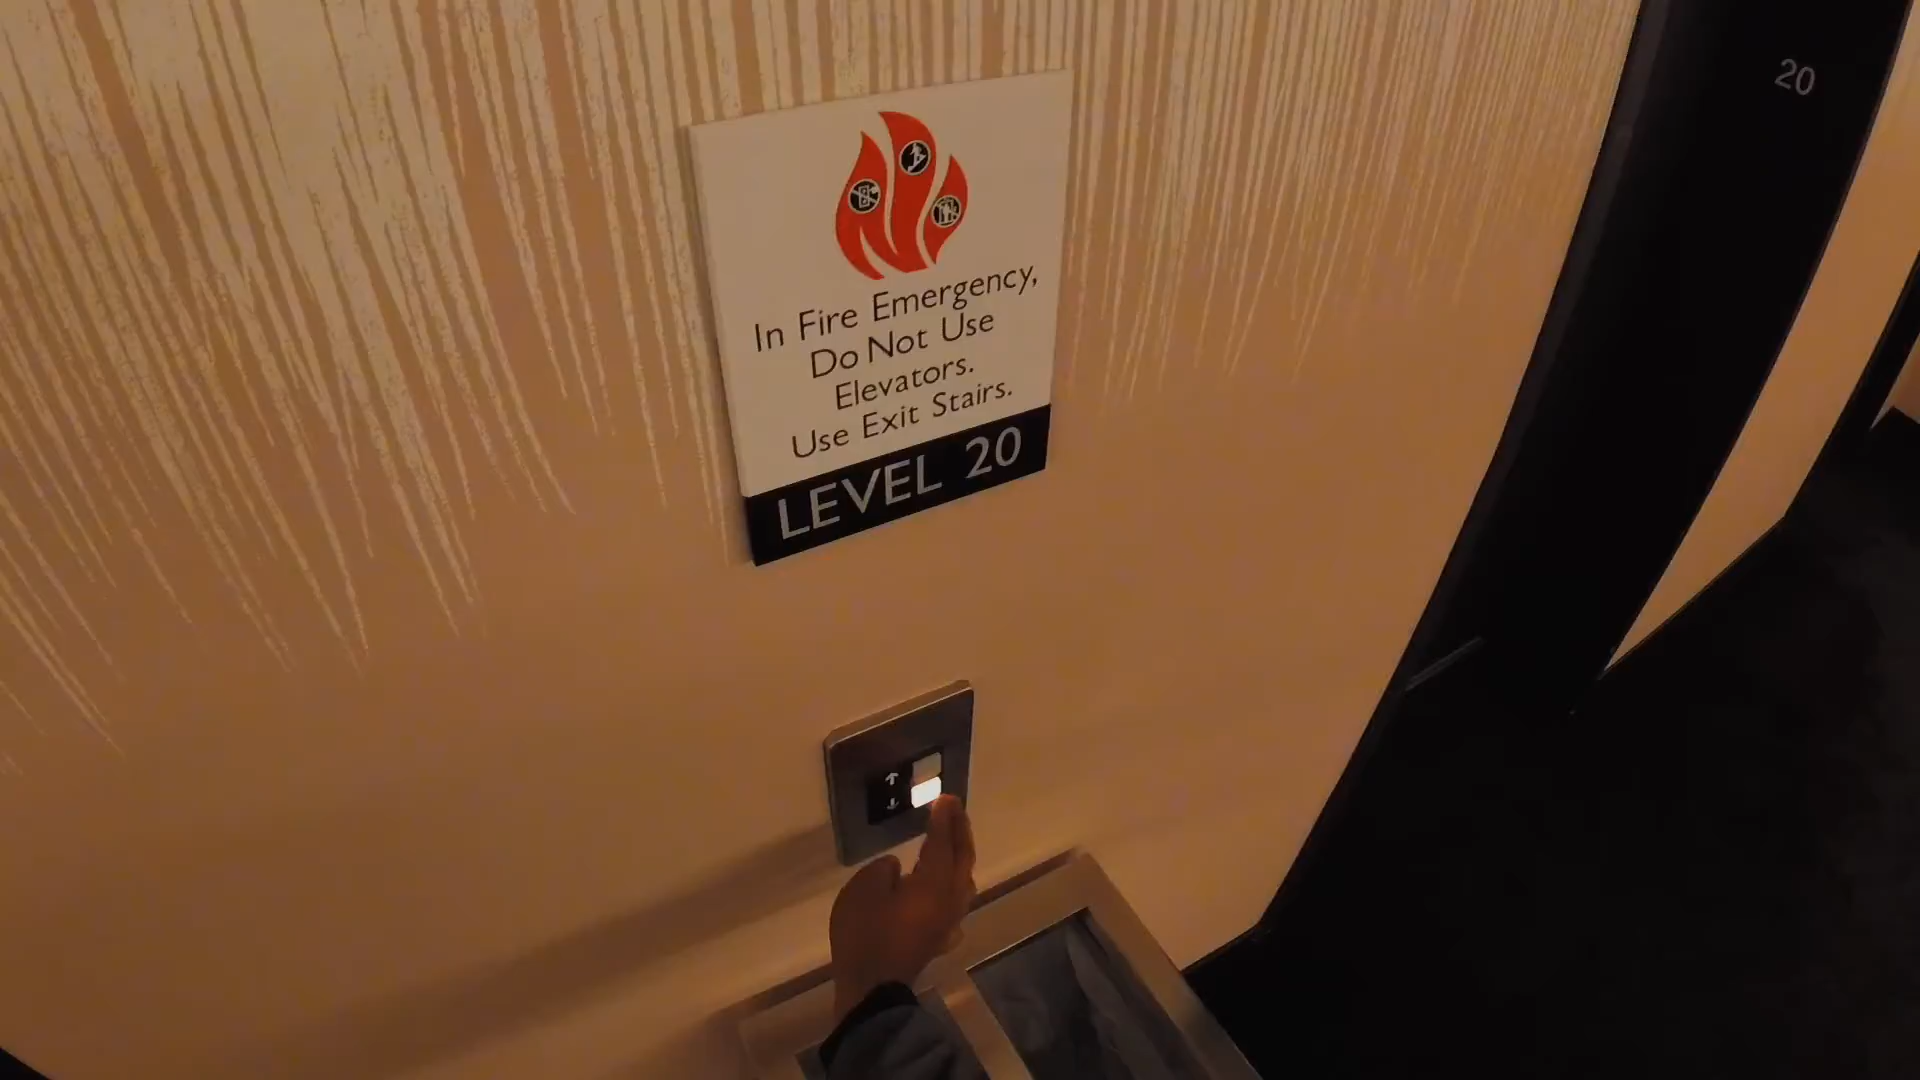 In Fire Emergency,
Do Not Use
Elevators.
Use Exit Stairs.
LEVEL 20
20